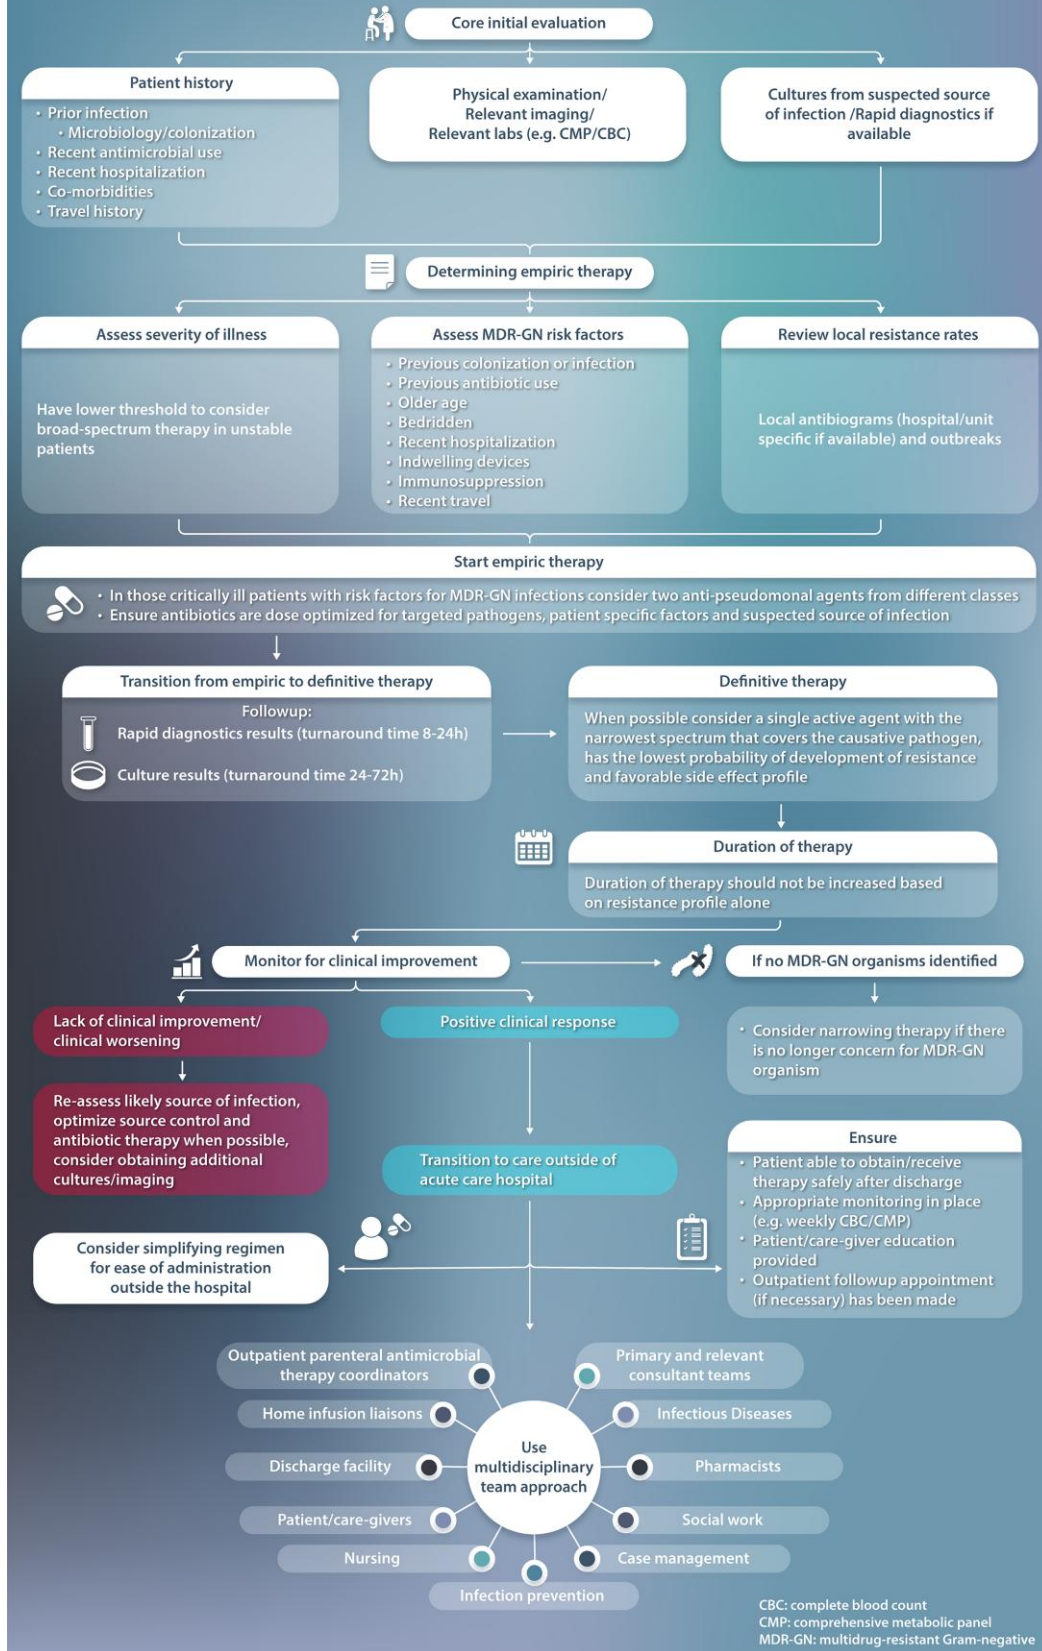 Core initial evaluation
Patient history
• Prior infection
• Microbiology/colonization
• Recent antimicrobial use
• Recent hospitalization
• Co-morbidities
• Travel history
Physical examination/
Relevant imaging/
Relevant labs (e.g. CMP/CBC)
Cultures from suspected source
of infection /Rapid diagnostics if
available
Determining empiric therapy
Assess severity of illness
Have lower threshold to consider
broad-spectrum therapy in unstable
patients
Assess MDR-GN risk factors
• Previous colonization or infection
• Previous antibiotic use
• Older age
• Bedridden
• Recent hospitalization
• Indwelling devices
• Immunosuppression
• Recent travel
Review local resistance rates
Local antibiograms (hospital/unit
specific if available) and outbreaks
Start empiric therapy
• In those critically ill patients with risk factors for MDR-GN infections consider two anti-pseudomonal agents from different classes
• Ensure antibiotics are dose optimized for targeted pathogens, patient specific factors and suspected source of infection
Transition from empiric to definitive therapy
Followup:
Rapid diagnostics results (turnaround time 8-24h)
Culture results (turnaround time 24-72h)
Definitive therapy
When possible consider a single active agent with the
narrowest spectrum that covers the causative pathogen,
has the lowest probability of development of resistance
and favorable side effect profile
Duration of therapy
Duration of therapy should not be increased based
on resistance profile alone
Monitor for clinical improvement
If no MDR-GN organisms identified
Lack of clinical improvement/
clinical worsening
Positive clinical response
• Consider narrowing therapy if there
is no longer concern for MDR-GN
organism
Re-assess likely source of infection,
optimize source control and
antibiotic therapy when possible,
consider obtaining additional
cultures/imaging
Transition to care outside of
acute care hospital
Ensure
• Patient able to obtain/receive
therapy safely after discharge
• Appropriate monitoring in place
(e.g. weekly CBC/CMP)
• Patient/care-giver education
provided
• Outpatient followup appointment
(if necessary) has been made
Consider simplifying regimen
for ease of administration
outside the hospital
Use
multidisciplinary
team approach
Outpatient parenteral antimicrobial
therapy coordinators
Primary and relevant
consultant teams
Home infusion liaisons
Infectious Diseases
Discharge facility
Pharmacists
Patient/care-givers
Social work
Nursing
Case management
Infection prevention
CBC: complete blood count
CMP: comprehensive metabolic panel
MDR-GN: multidrug-resistant Gram-negative